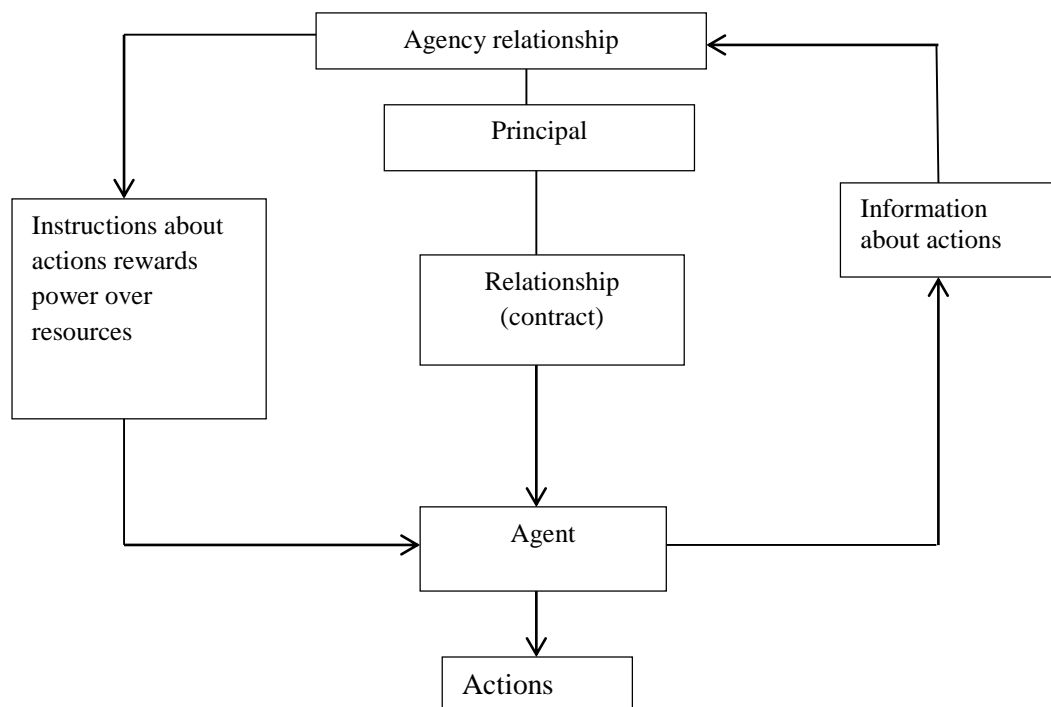 Agency relationship
Principal
Instructions about
actions rewards
power over
resources
Relationship
(contract)
Information
about actions
Agent
Actions